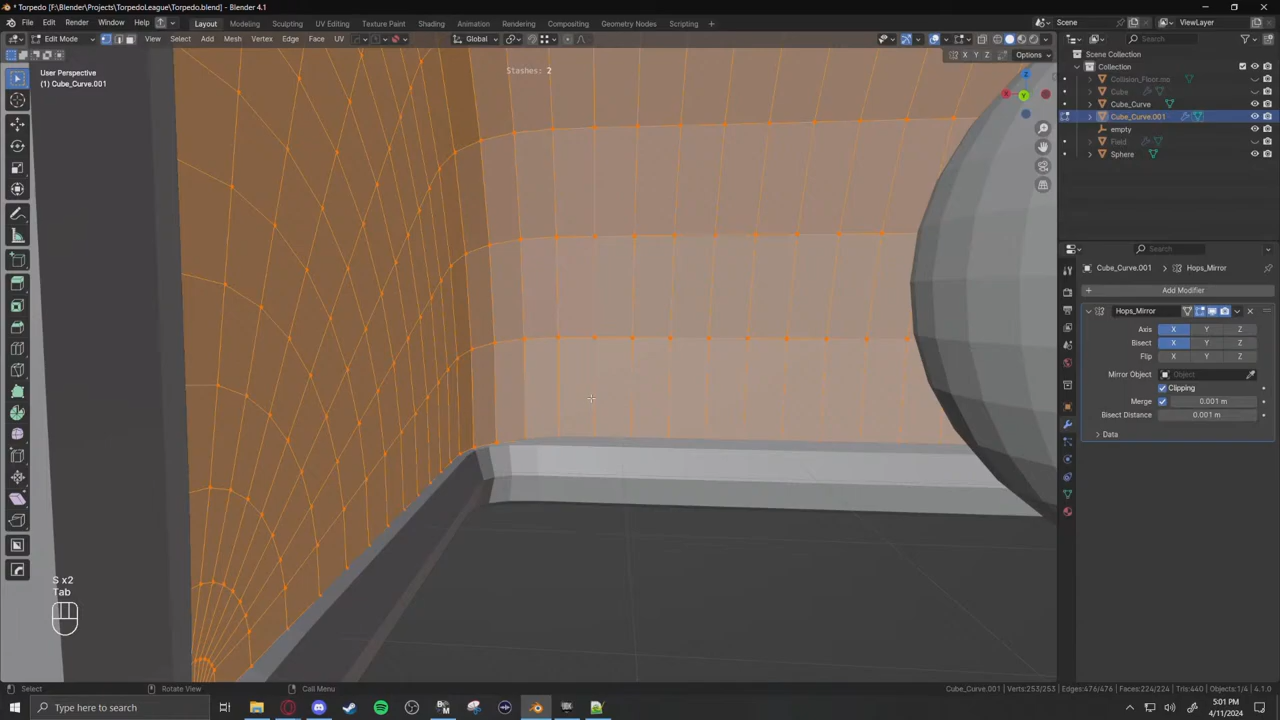 * Torpedo [F:\Blender\Projects\TorpedoLeague\Torpedo.blend] - Blender 4.1
File Edit Render Window Help
Layout Modeling Sculpting UV Editing Texture Paint Shading Animation Rendering Compositing Geometry Nodes Scripting
Scene ViewLayer
Edit Mode View Select Add Mesh Vertex Edge Face UV Global
Search
X Y Z Options
User Perspective
(1) Cube_Curve.001
Stashes: 2
Scene Collection
Collection
Collision_Floor.mo
Cube
Cube_Curve
Cube_Curve.001
empty
Field
Sphere
Z
X
Y
Search
Cube_Curve.001 > Hops_Mirror
+ Add Modifier
Hops_Mirror
Axis X Y Z
Bisect X Y Z
Flip X Y Z
Mirror Object Object
Clipping
Merge 0.001 m
Bisect Distance 0.001 m
Data
S x2
Tab
Select Rotate View Call Menu
Cube_Curve.001 | Verts:253/253 | Edges:476/476 | Faces:224/224 | Tris:440 | Objects:1/4 | 4.1.0
Type here to search
5:01 PM
4/11/2024